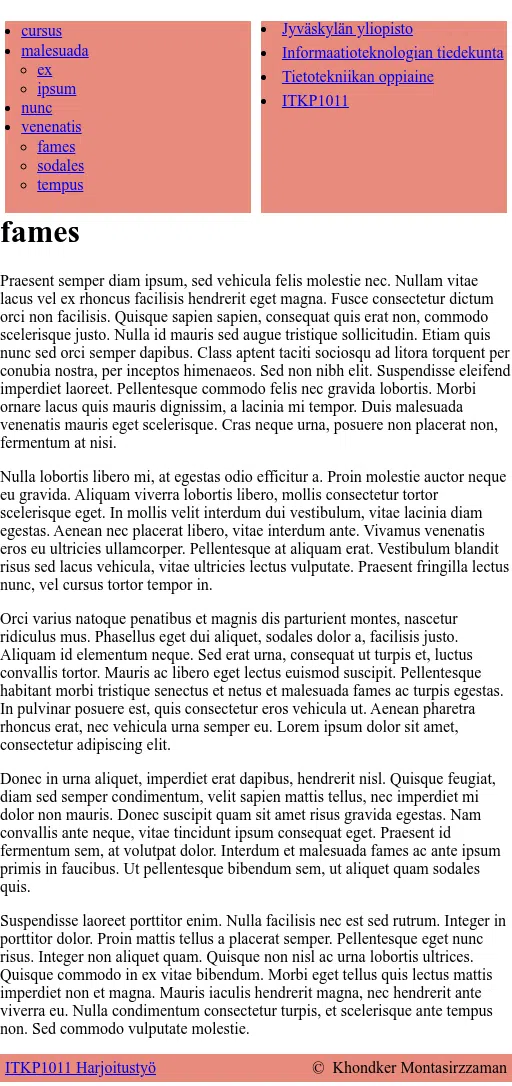 cursus
malesuada
ex
ipsum
nunc
venenatis
fames
sodales
tempus
Jyväskylän yliopisto
Informaatioteknologian tiedekunta
Tietotekniikan oppiaine
ITKP1011
fames
Praesent semper diam ipsum, sed vehicula felis molestie nec. Nullam vitae
lacus vel ex rhoncus facilisis hendrerit eget magna. Fusce consectetur dictum
orci non facilisis. Quisque sapien sapien, consequat quis erat non, commodo
scelerisque justo. Nulla id mauris sed augue tristique sollicitudin. Etiam quis
nunc sed orci semper dapibus. Class aptent taciti sociosqu ad litora torquent per
conubia nostra, per inceptos himenaeos. Sed non nibh elit. Suspendisse eleifend
imperdiet laoreet. Pellentesque commodo felis nec gravida lobortis. Morbi
ornare lacus quis mauris dignissim, a lacinia mi tempor. Duis malesuada
venenatis mauris eget scelerisque. Cras neque urna, posuere non placerat non,
fermentum at nisi.
Nulla lobortis libero mi, at egestas odio efficitur a. Proin molestie auctor neque
eu gravida. Aliquam viverra lobortis libero, mollis consectetur tortor
scelerisque eget. In mollis velit interdum dui vestibulum, vitae lacinia diam
egestas. Aenean nec placerat libero, vitae interdum ante. Vivamus venenatis
eros eu ultricies ullamcorper. Pellentesque at aliquam erat. Vestibulum blandit
risus sed lacus vehicula, vitae ultricies lectus vulputate. Praesent fringilla lectus
nunc, vel cursus tortor tempor in.
Orci varius natoque penatibus et magnis dis parturient montes, nascetur
ridiculus mus. Phasellus eget dui aliquet, sodales dolor a, facilisis justo.
Aliquam id elementum neque. Sed erat urna, consequat ut turpis et, luctus
convallis tortor. Mauris ac libero eget lectus euismod suscipit. Pellentesque
habitant morbi tristique senectus et netus et malesuada fames ac turpis egestas.
In pulvinar posuere est, quis consectetur eros vehicula ut. Aenean pharetra
rhoncus erat, nec vehicula urna semper eu. Lorem ipsum dolor sit amet,
consectetur adipiscing elit.
Donec in urna aliquet, imperdiet erat dapibus, hendrerit nisl. Quisque feugiat,
diam sed semper condimentum, velit sapien mattis tellus, nec imperdiet mi
dolor non mauris. Donec suscipit quam sit amet risus gravida egestas. Nam
convallis ante neque, vitae tincidunt ipsum consequat eget. Praesent id
fermentum sem, at volutpat dolor. Interdum et malesuada fames ac ante ipsum
primis in faucibus. Ut pellentesque bibendum sem, ut aliquet quam sodales
quis.
Suspendisse laoreet porttitor enim. Nulla facilisis nec est sed rutrum. Integer in
porttitor dolor. Proin mattis tellus a placerat semper. Pellentesque eget nunc
risus. Integer non aliquet quam. Quisque non nisl ac urna lobortis ultrices.
Quisque commodo in ex vitae bibendum. Morbi eget tellus quis lectus mattis
imperdiet non et magna. Mauris iaculis hendrerit magna, nec hendrerit ante
viverra eu. Nulla condimentum consectetur turpis, et scelerisque ante tempus
non. Sed commodo vulputate molestie.
ITKP1011 Harjoitustyö
© Khondker Montasirzzaman